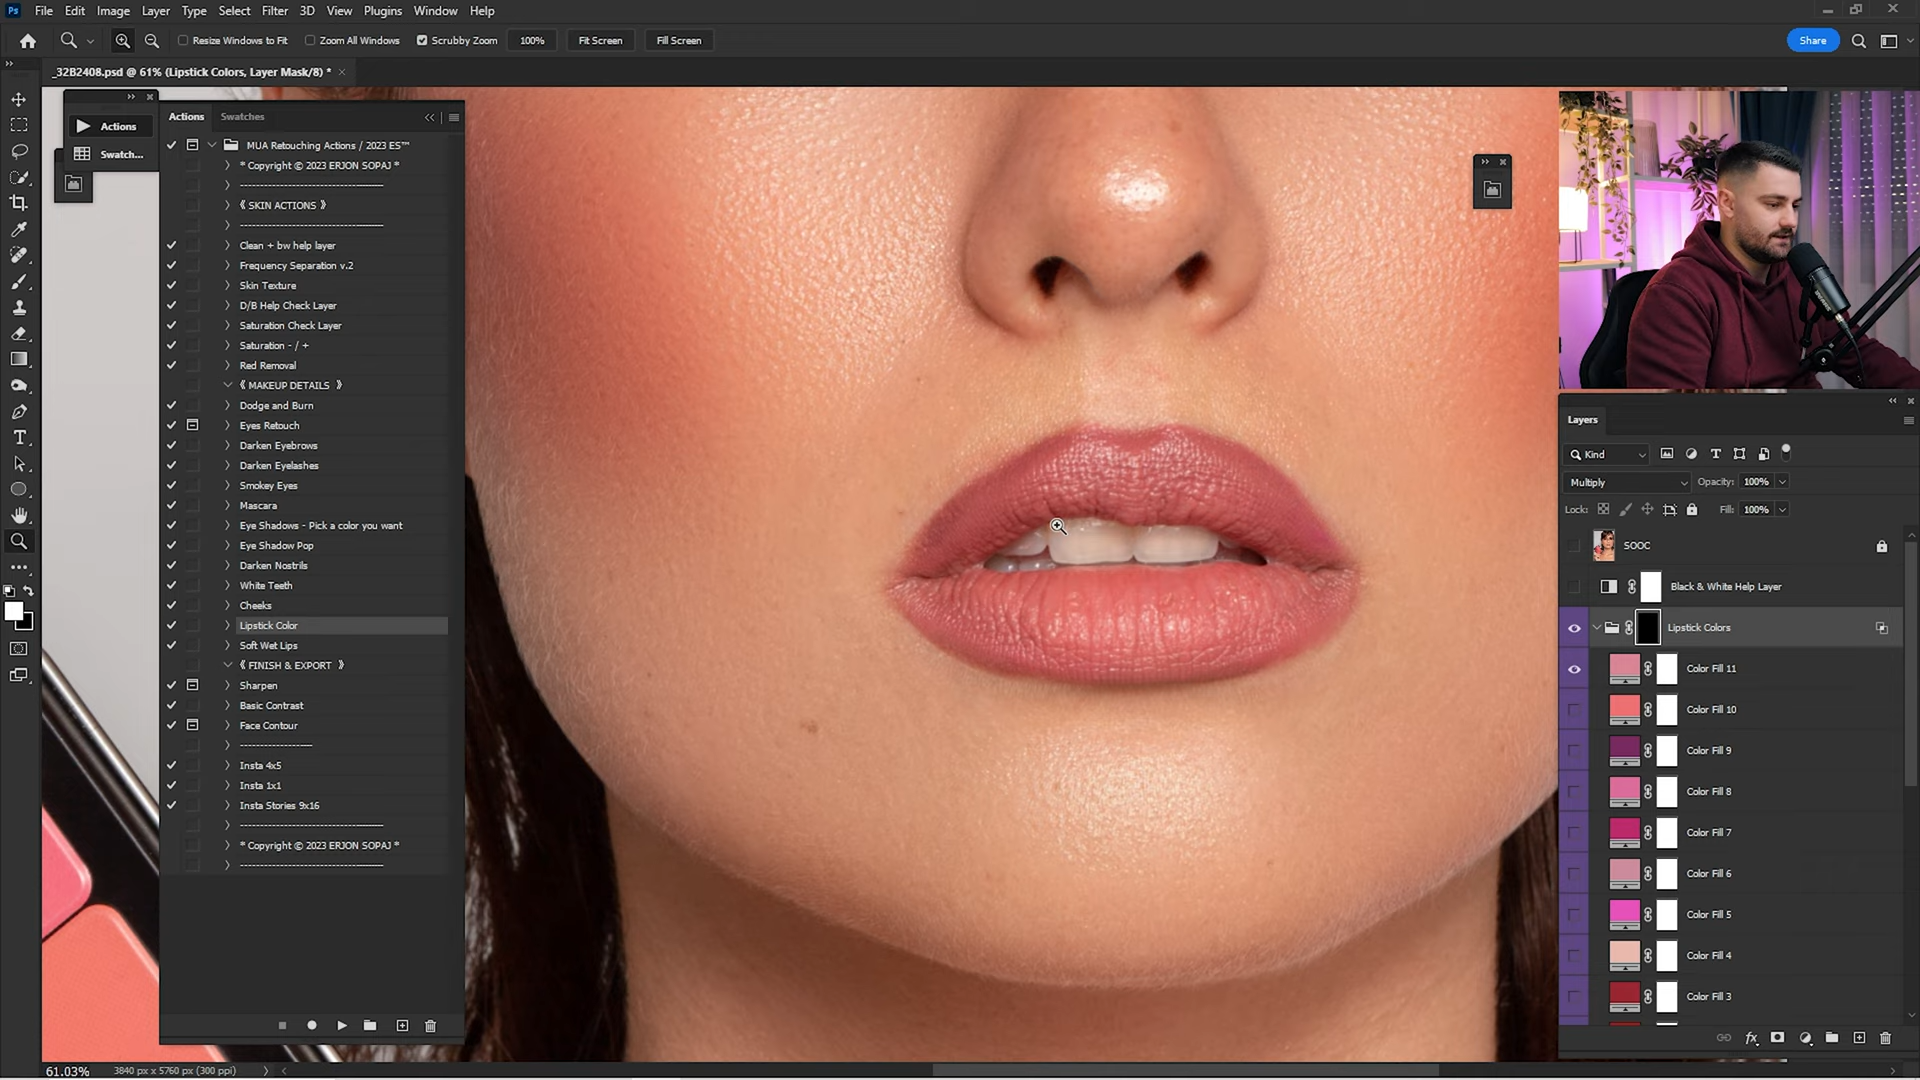 Ps File Edit Image Layer Type Select Filter 3D View Plugins Window Help
Resize Windows to Fit Zoom All Windows Scrubby Zoom 100% Fit Screen Fill Screen Share
_32B2408.psd @ 61% (Lipstick Colors, Layer Mask/8) *
Actions
Swatch...
Actions Swatches
MUA Retouching Actions / 2023 ES™
* Copyright © 2023 ERJON SOPAJ *
------------------------------------
《 SKIN ACTIONS 》
------------------------------------
Clean + bw help layer
Frequency Separation v.2
Skin Texture
D/B Help Check Layer
Saturation Check Layer
Saturation - / +
Red Removal
《 MAKEUP DETAILS 》
Dodge and Burn
Eyes Retouch
Darken Eyebrows
Darken Eyelashes
Smokey Eyes
Mascara
Eye Shadows - Pick a color you want
Eye Shadow Pop
Darken Nostrils
White Teeth
Cheeks
Lipstick Color
Soft Wet Lips
《 FINISH & EXPORT 》
Sharpen
Basic Contrast
Face Contour
------------------
Insta 4x5
Insta 1x1
Insta Stories 9x16
------------------------------------
* Copyright © 2023 ERJON SOPAJ *
------------------------------------
Layers
Kind
Multiply Opacity: 100%
Lock: Fill: 100%
SOOC
Black & White Help Layer
Lipstick Colors
Color Fill 11
Color Fill 10
Color Fill 9
Color Fill 8
Color Fill 7
Color Fill 6
Color Fill 5
Color Fill 4
Color Fill 3
fx
61.03% 3840 px x 5760 px (300 ppi)